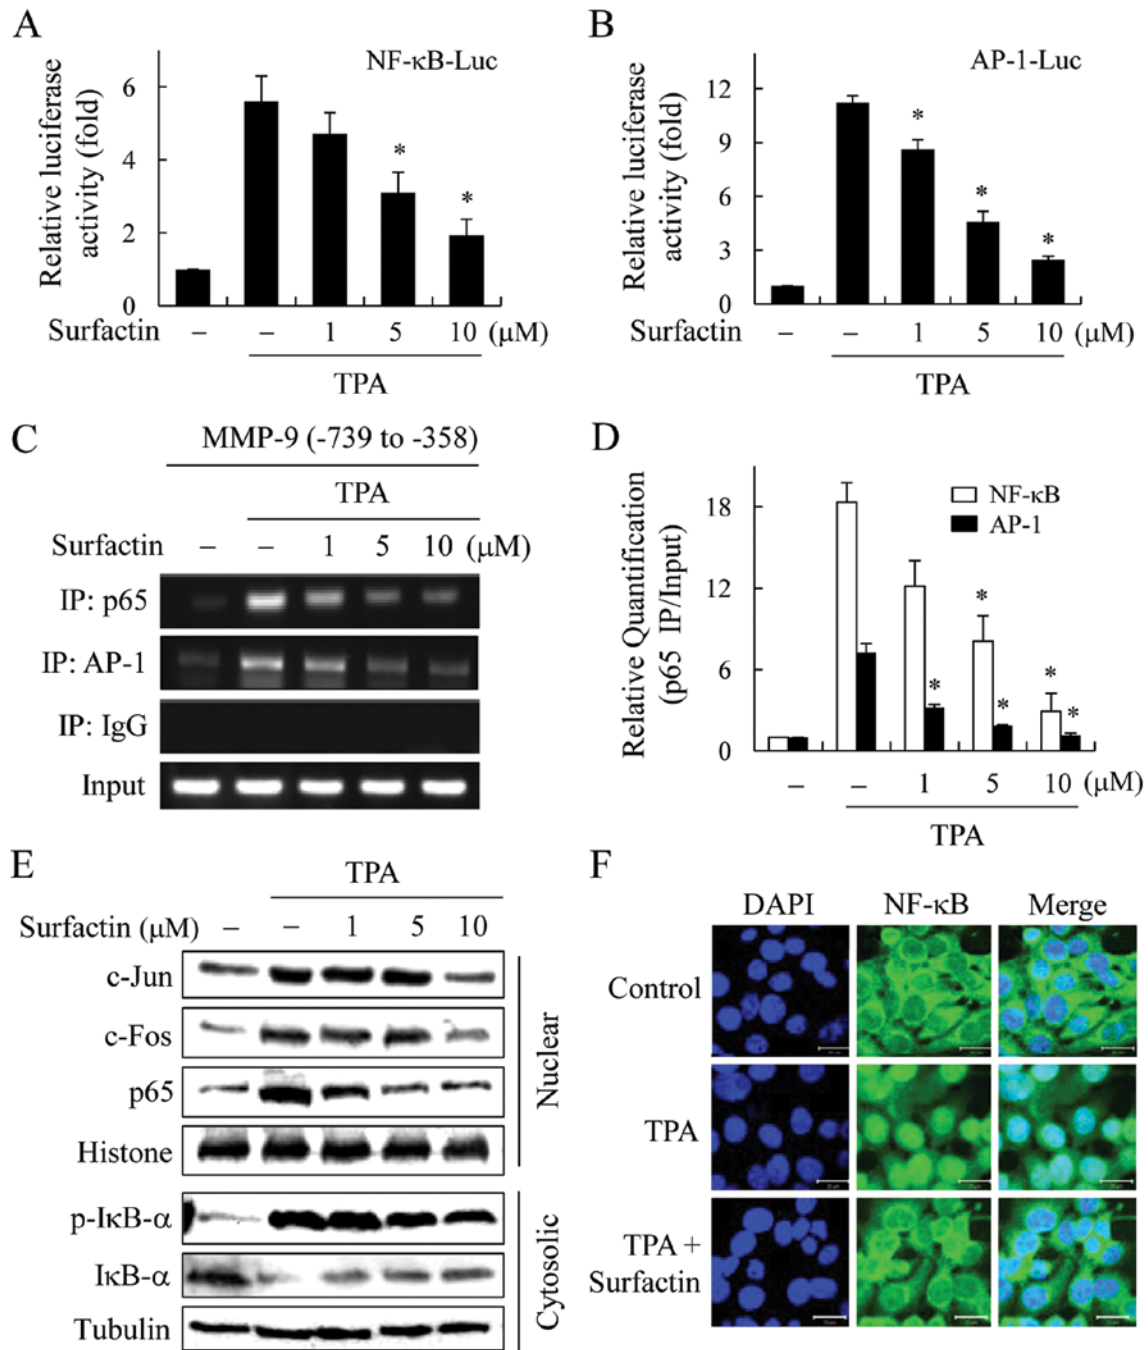 A
NF-κB-Luc
Relative luciferase
activity (fold)
6
4
2
0
Surfactin – – 1 5 10 (μM)
TPA
* *
B
AP-1-Luc
Relative luciferase
activity (fold)
12
9
6
3
0
Surfactin – – 1 5 10 (μM)
TPA
* * *
C
MMP-9 (-739 to -358)
TPA
Surfactin – – 1 5 10 (μM)
IP: p65
IP: AP-1
IP: IgG
Input
D
Relative Quantification
(p65 IP/Input)
NF-κB
AP-1
18
12
6
0
* * * * *
– – 1 5 10 (μM)
TPA
E
TPA
Surfactin (μM) – – 1 5 10
c-Jun
c-Fos
p65
Histone
Nuclear
p-IκB-α
IκB-α
Tubulin
Cytosolic
F
DAPI NF-κB Merge
Control
TPA
TPA +
Surfactin